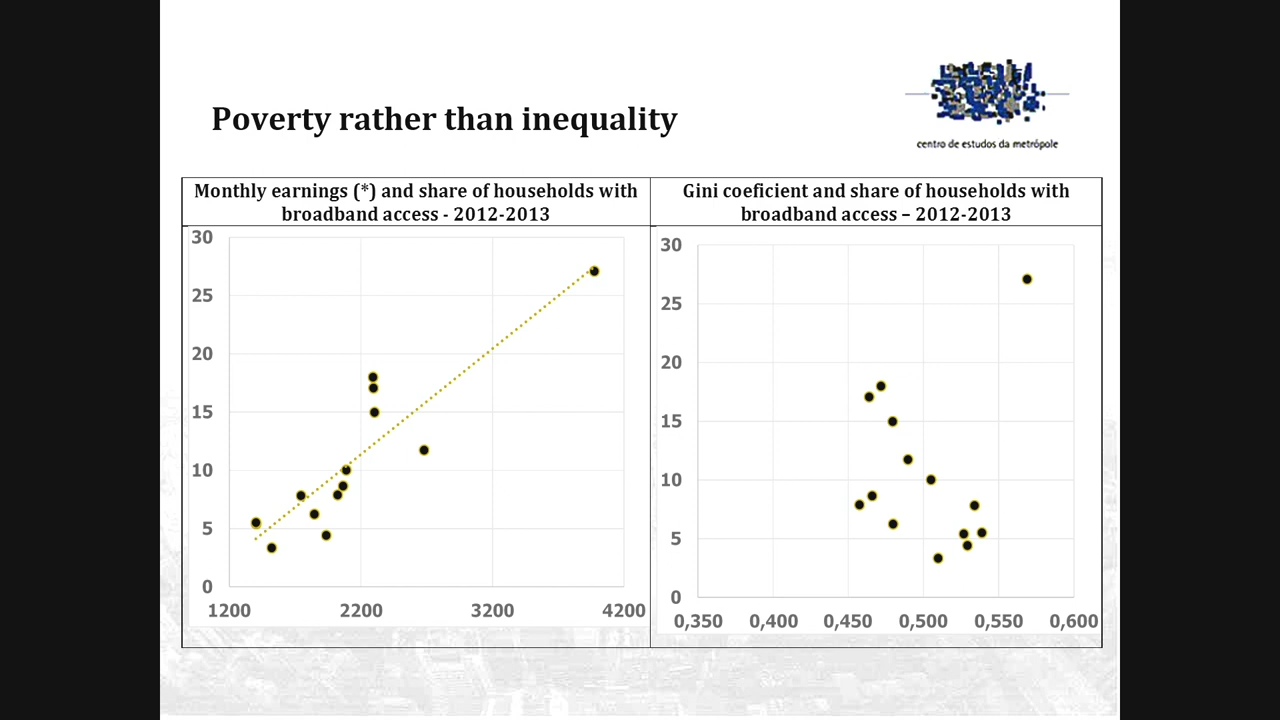 Poverty rather than inequality
centro de estudos da metrópole
Monthly earnings (*) and share of households with
broadband access - 2012-2013
Gini coeficient and share of households with
broadband access – 2012-2013
30
25
20
15
10
5
0
1200 2200 3200 4200
30
25
20
15
10
5
0
0,350 0,400 0,450 0,500 0,550 0,600